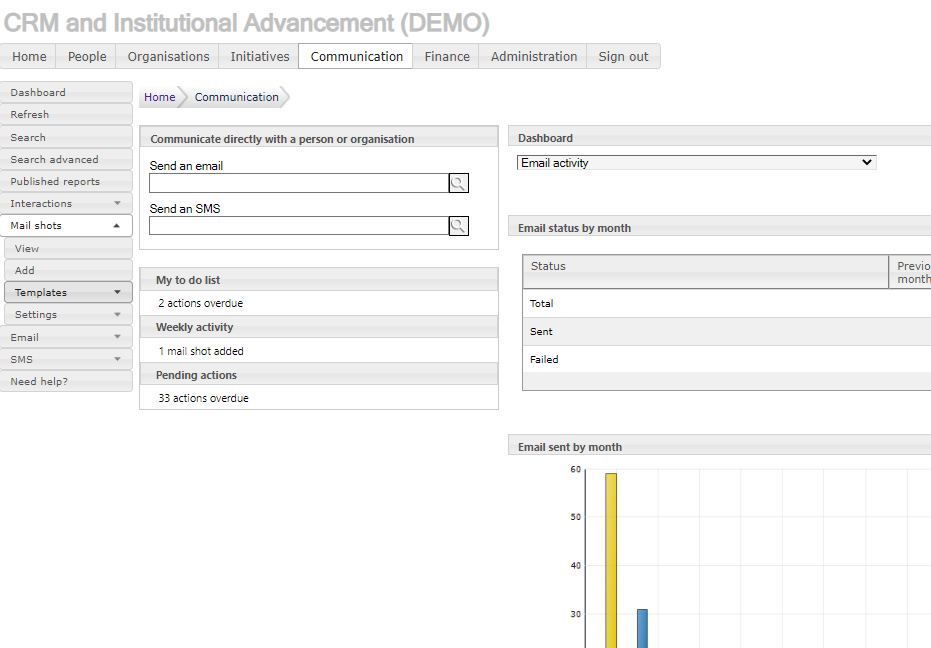 CRM and Institutional Advancement (DEMO)
Home People Organisations Initiatives Communication Finance Administration Sign out
Dashboard
Refresh
Search
Search advanced
Published reports
Interactions
Mail shots
View
Add
Templates
Settings
Email
SMS
Need help?
Home Communication
Communicate directly with a person or organisation
Send an email
Send an SMS
My to do list
2 actions overdue
Weekly activity
1 mail shot added
Pending actions
33 actions overdue
Dashboard
Email activity
Email status by month
Status Previo
month
Total
Sent
Failed
Email sent by month
60
50
40
30